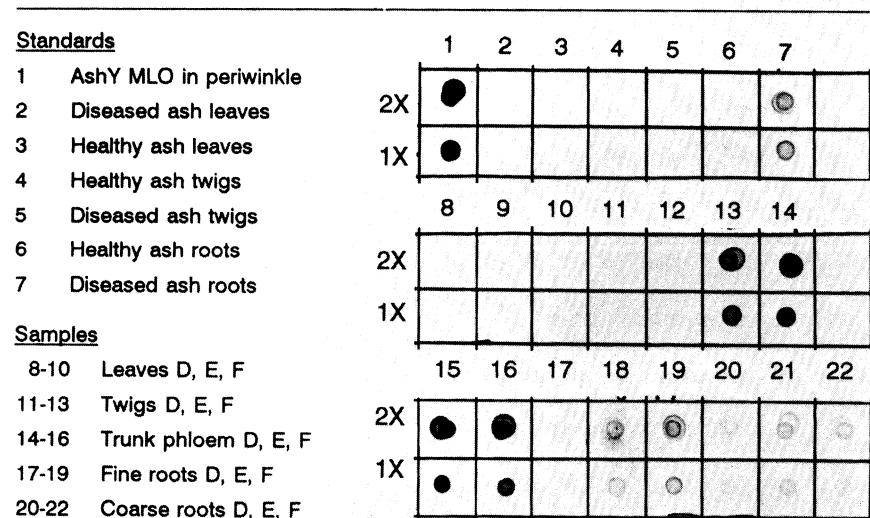 Standards
1 AshY MLO in periwinkle
2 Diseased ash leaves
3 Healthy ash leaves
4 Healthy ash twigs
5 Diseased ash twigs
6 Healthy ash roots
7 Diseased ash roots
Samples
8-10 Leaves D, E, F
11-13 Twigs D, E, F
14-16 Trunk phloem D, E, F
17-19 Fine roots D, E, F
20-22 Coarse roots D, E, F
1 2 3 4 5 6 7
2X
1X
8 9 10 11 12 13 14
2X
1X
15 16 17 18 19 20 21 22
2X
1X